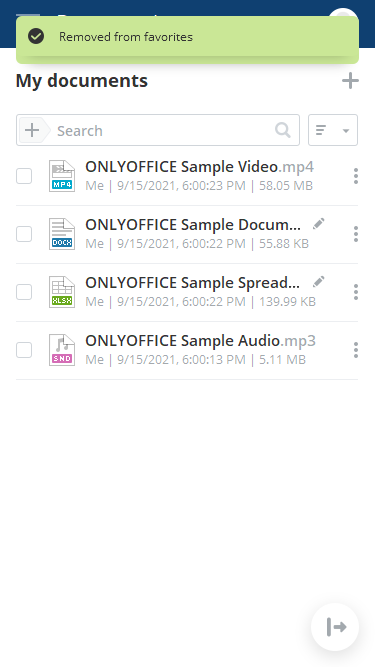 Removed from favorites
My documents
Search
ONLYOFFICE Sample Video.mp4
MP4
Me | 9/15/2021, 6:00:23 PM | 58.05 MB
ONLYOFFICE Sample Docum...
DOCX
Me | 9/15/2021, 6:00:22 PM | 55.88 KB
ONLYOFFICE Sample Spread...
XLSX
Me | 9/15/2021, 6:00:22 PM | 139.99 KB
ONLYOFFICE Sample Audio.mp3
SND
Me | 9/15/2021, 6:00:13 PM | 5.11 MB